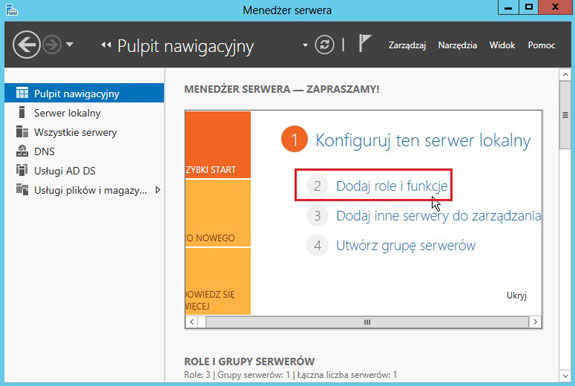 Menedżer serwera
Pulpit nawigacyjny
Zarządzaj Narzędzia Widok Pomoc
Pulpit nawigacyjny
Serwer lokalny
Wszystkie serwery
DNS
Usługi AD DS
Usługi plików i magazy...
MENEDŻER SERWERA — ZAPRASZAMY!
ZYBKI START
CO NOWEGO
DOWIEDZ SIĘ
WIĘCEJ
1 Konfiguruj ten serwer lokalny
2 Dodaj role i funkcje
3 Dodaj inne serwery do zarządzania
4 Utwórz grupę serwerów
Ukryj
ROLE I GRUPY SERWERÓW
Role: 3 | Grupy serwerów: 1 | Łączna liczba serwerów: 1